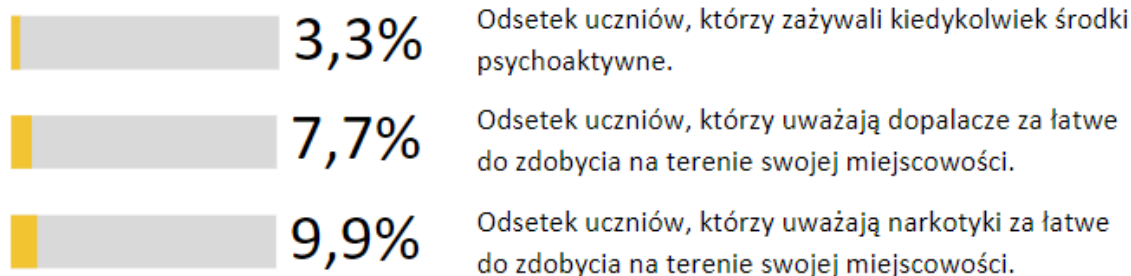 3,3%
Odsetek uczniów, którzy zażywali kiedykolwiek środki
psychoaktywne.
7,7%
Odsetek uczniów, którzy uważają dopalacze za łatwe
do zdobycia na terenie swojej miejscowości.
9,9%
Odsetek uczniów, którzy uważają narkotyki za łatwe
do zdobycia na terenie swojej miejscowości.